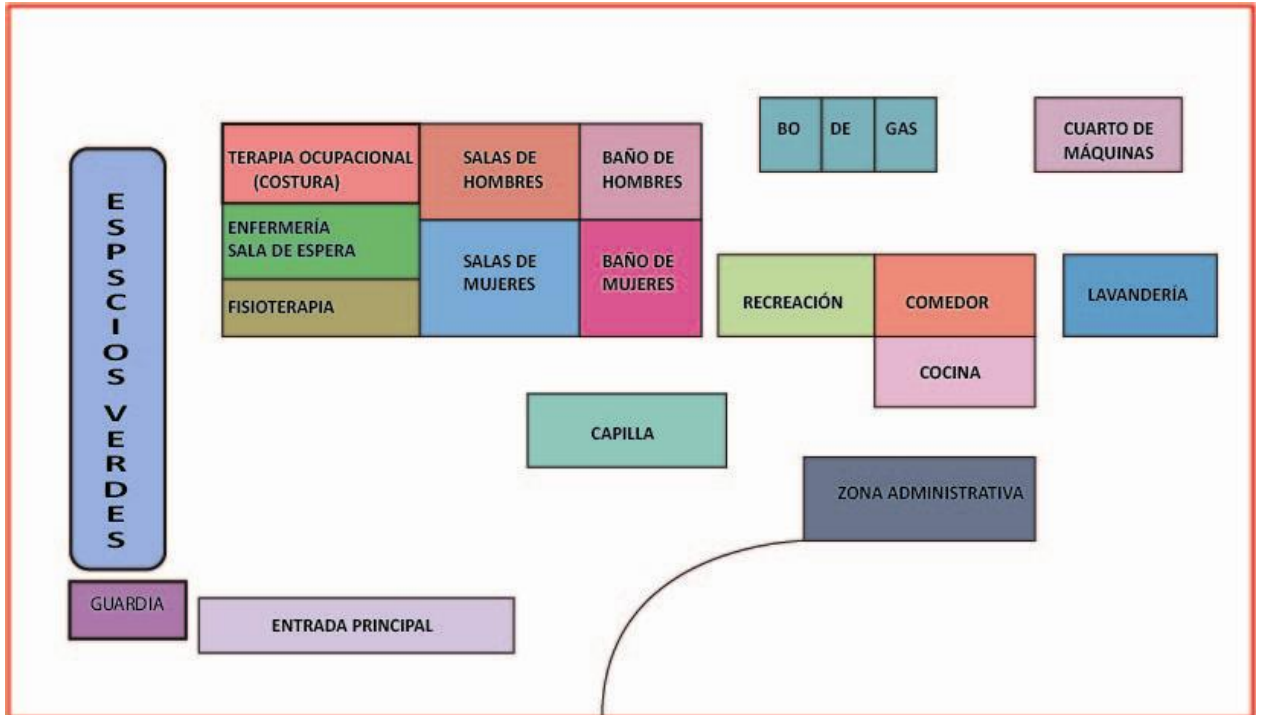 ESPSCIOS VERDES
TERAPIA OCUPACIONAL
(COSTURA)
ENFERMERÍA
SALA DE ESPERA
FISIOTERAPIA
SALAS DE
HOMBRES
BAÑO DE
HOMBRES
SALAS DE
MUJERES
BAÑO DE
MUJERES
BO DE GAS
CUARTO DE
MÁQUINAS
RECREACIÓN
COMEDOR
LAVANDERÍA
COCINA
CAPILLA
ZONA ADMINISTRATIVA
GUARDIA
ENTRADA PRINCIPAL